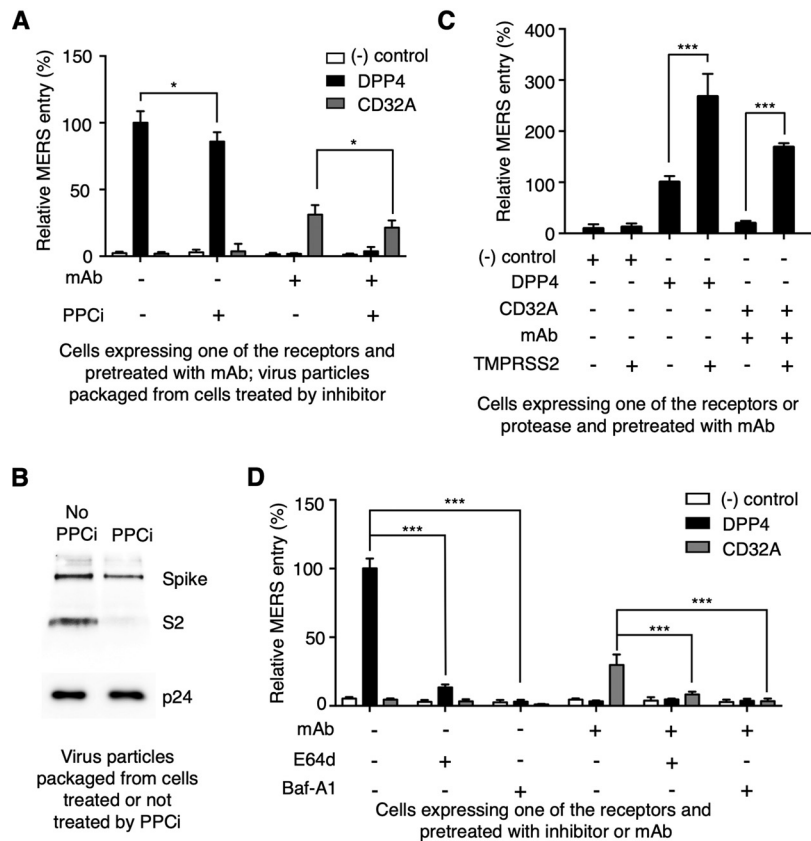 A
Relative MERS entry (%)
150
100
50
0
(-) control
DPP4
CD32A
*
*
mAb - - + +
PPCi - + - +
Cells expressing one of the receptors and
pretreated with mAb; virus particles
packaged from cells treated by inhibitor
C
Relative MERS entry (%)
400
300
200
100
0
***
***
(-) control + + - - - -
DPP4 - - + + - -
CD32A - - - - + +
mAb - - - - + +
TMPRSS2 - + - + - +
Cells expressing one of the receptors or
protease and pretreated with mAb
B
No
PPCi PPCi
Spike
S2
p24
Virus particles
packaged from cells
treated or not
treated by PPCi
D
Relative MERS entry (%)
150
100
50
0
(-) control
DPP4
CD32A
***
***
***
***
mAb - - - + + +
E64d - + - - + -
Baf-A1 - - + - - +
Cells expressing one of the receptors and
pretreated with inhibitor or mAb